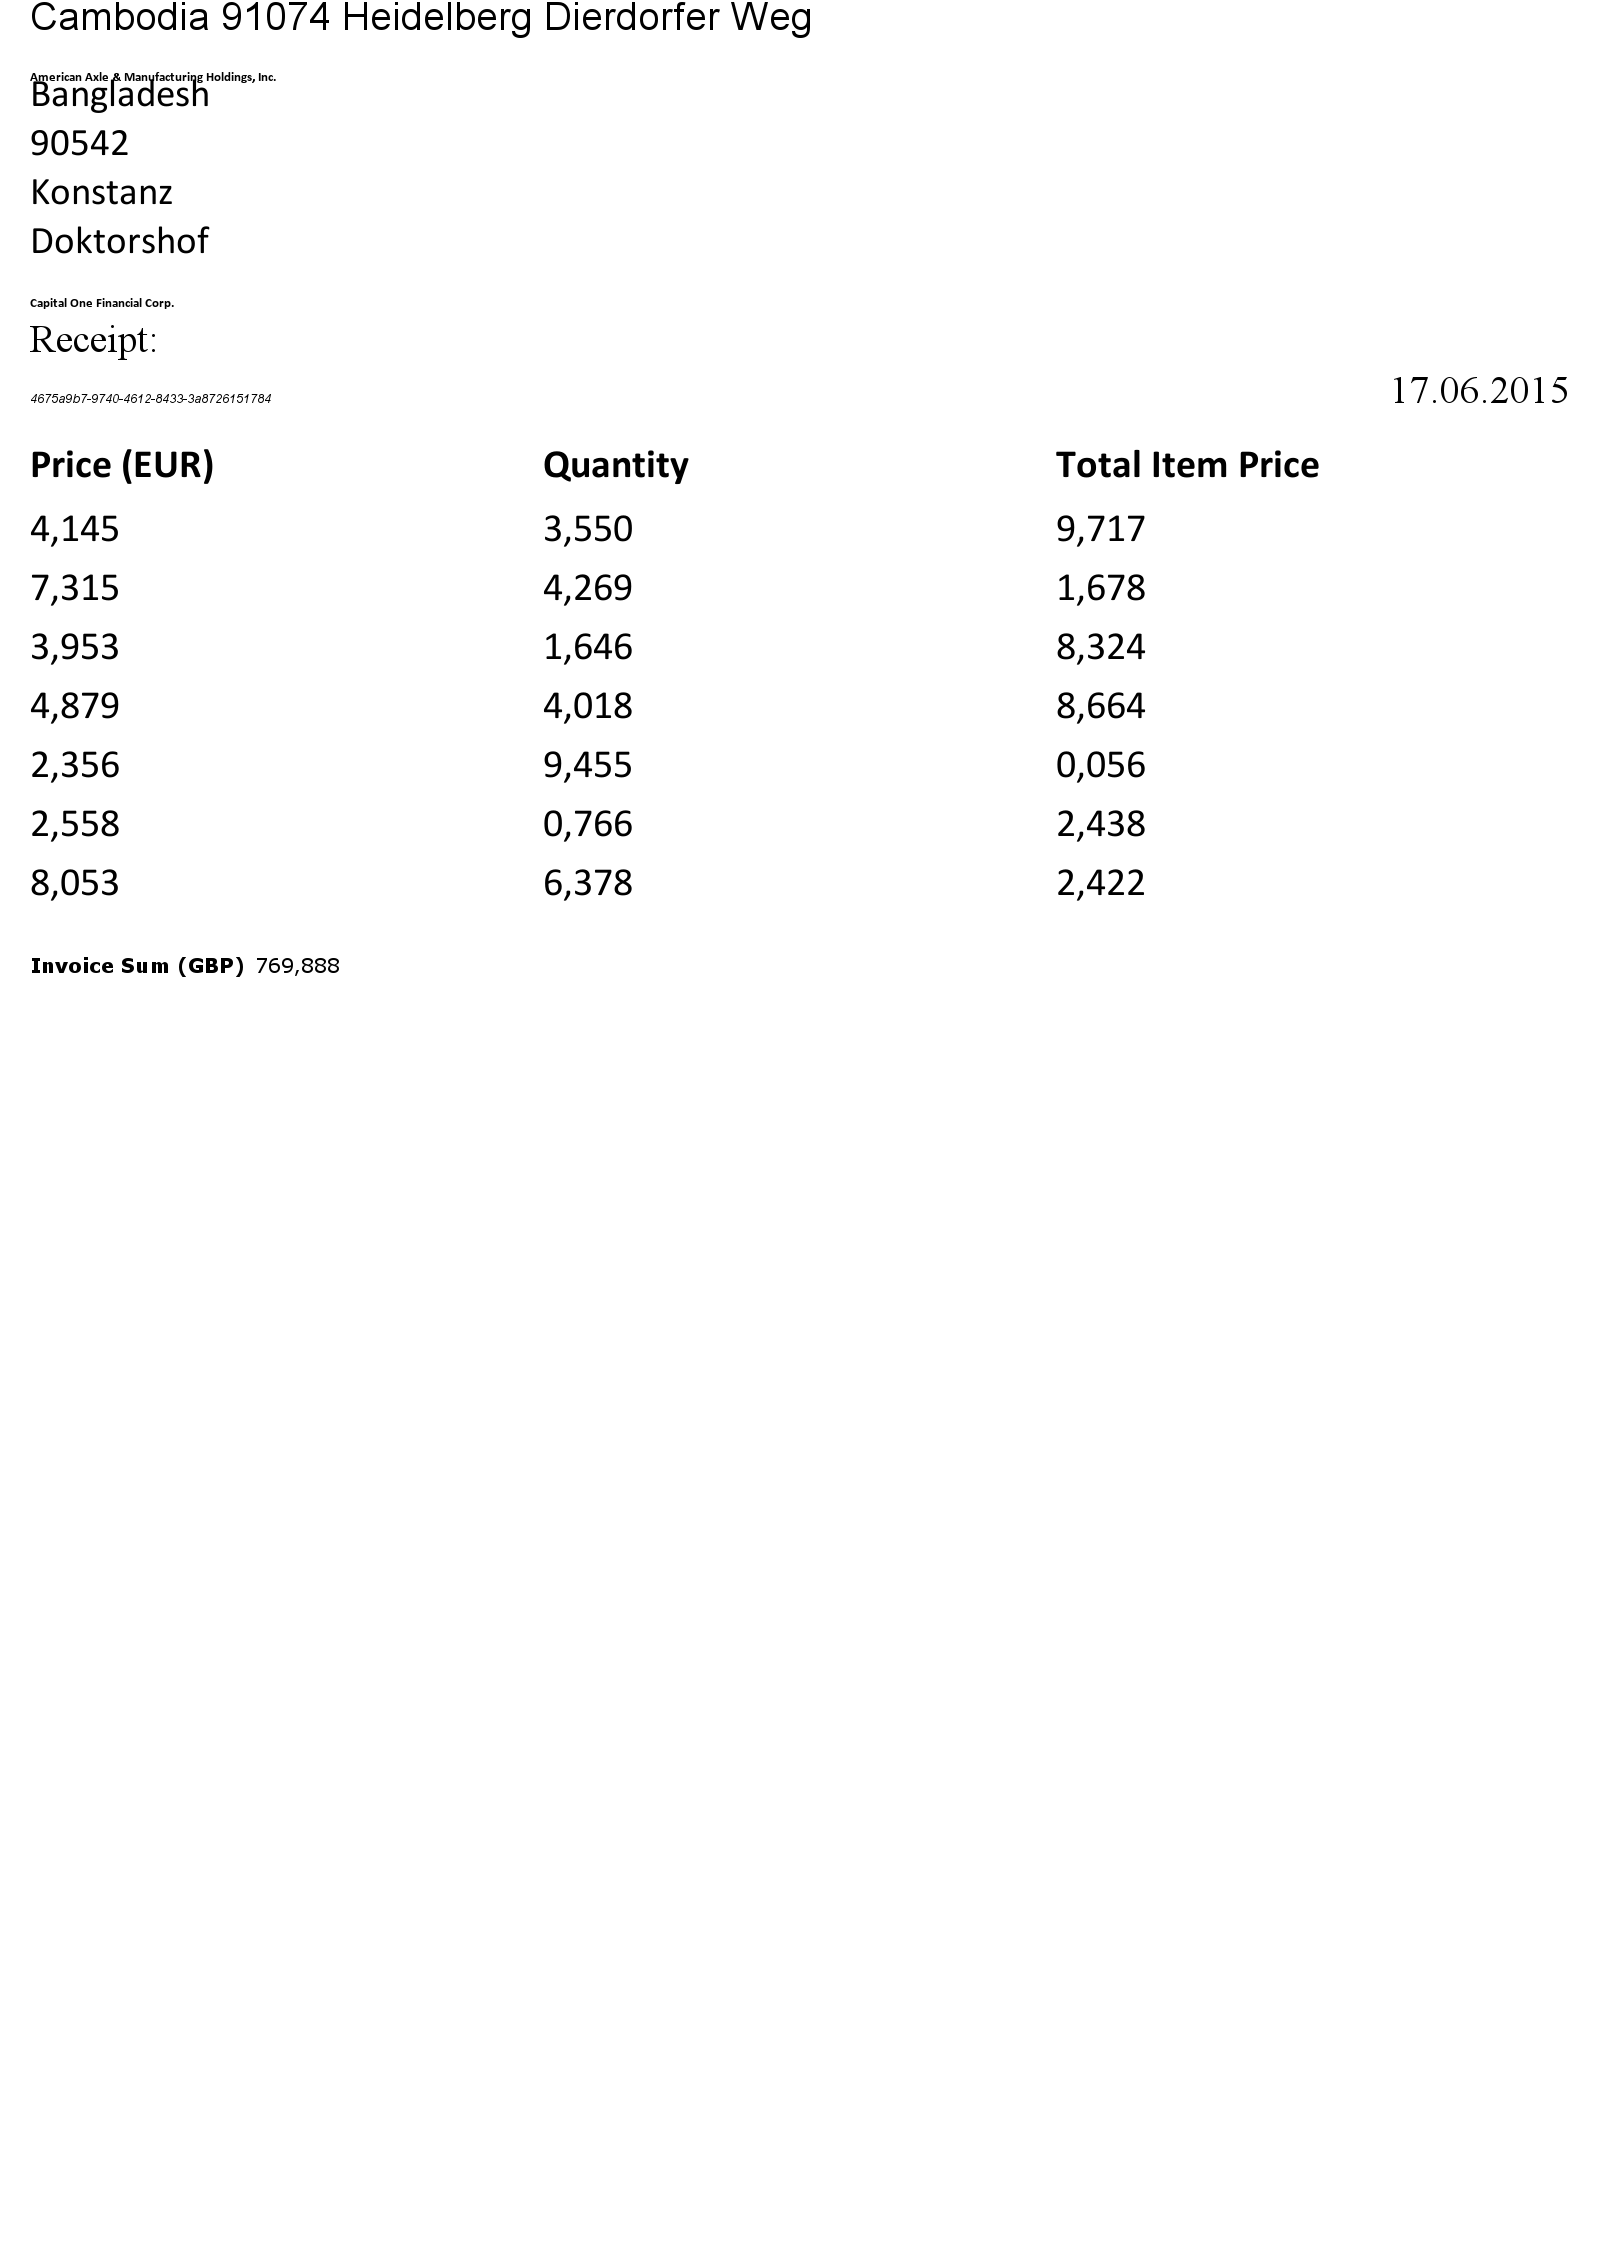 Cambodia 91074 Heidelberg Dierdorfer Weg
American Axle & Manufacturing Holdings, Inc.
Bangladesh
90542
Konstanz
Doktorshof
Capital One Financial Corp.
Receipt:
4675a9b7-9740-4612-8433-3a8726151784 17.06.2015
Price (EUR) Quantity Total Item Price
4,145 3,550 9,717
7,315 4,269 1,678
3,953 1,646 8,324
4,879 4,018 8,664
2,356 9,455 0,056
2,558 0,766 2,438
8,053 6,378 2,422
Invoice Sum (GBP) 769,888